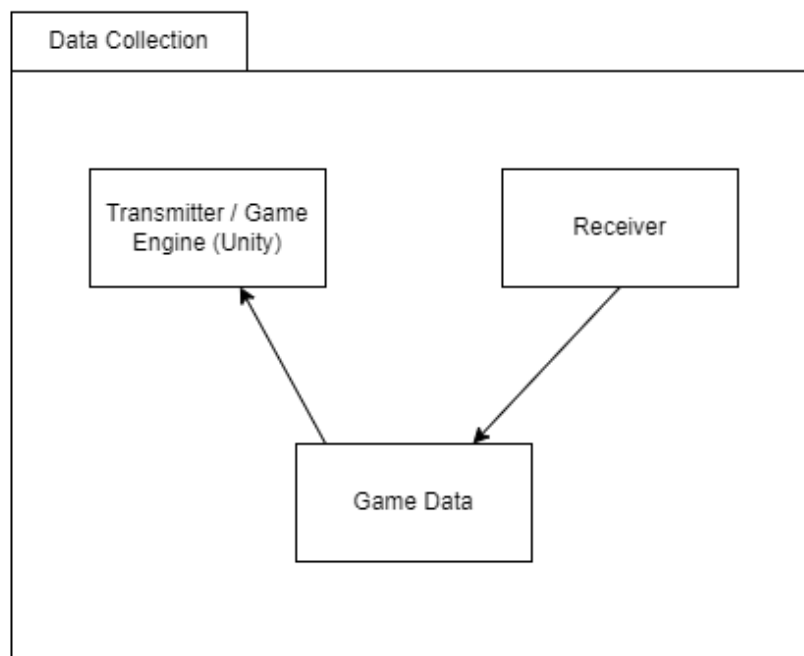 Data Collection
Transmitter / Game
Engine (Unity)
Receiver
Game Data